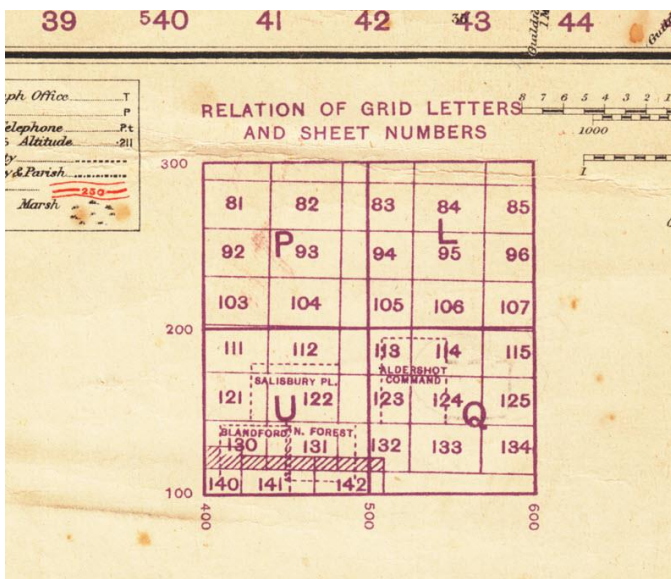 39 540 41 42 43 44
ph Office T
P
Telephone P.t
Altitude ·211
ty
y & Parish
250
Marsh
RELATION OF GRID LETTERS
AND SHEET NUMBERS
8 7 6 5 4 3 2 1
1000
1
300
81 82 83 84 85
P L
92 93 94 95 96
103 104 105 106 107
200
111 112 113 114 115
SALISBURY PL. ALDERSHOT
COMMAND
121 122 123 124 125
U Q
BLANDFORD N. FOREST
130 131 132 133 134
140 141 142
100
400 500 600